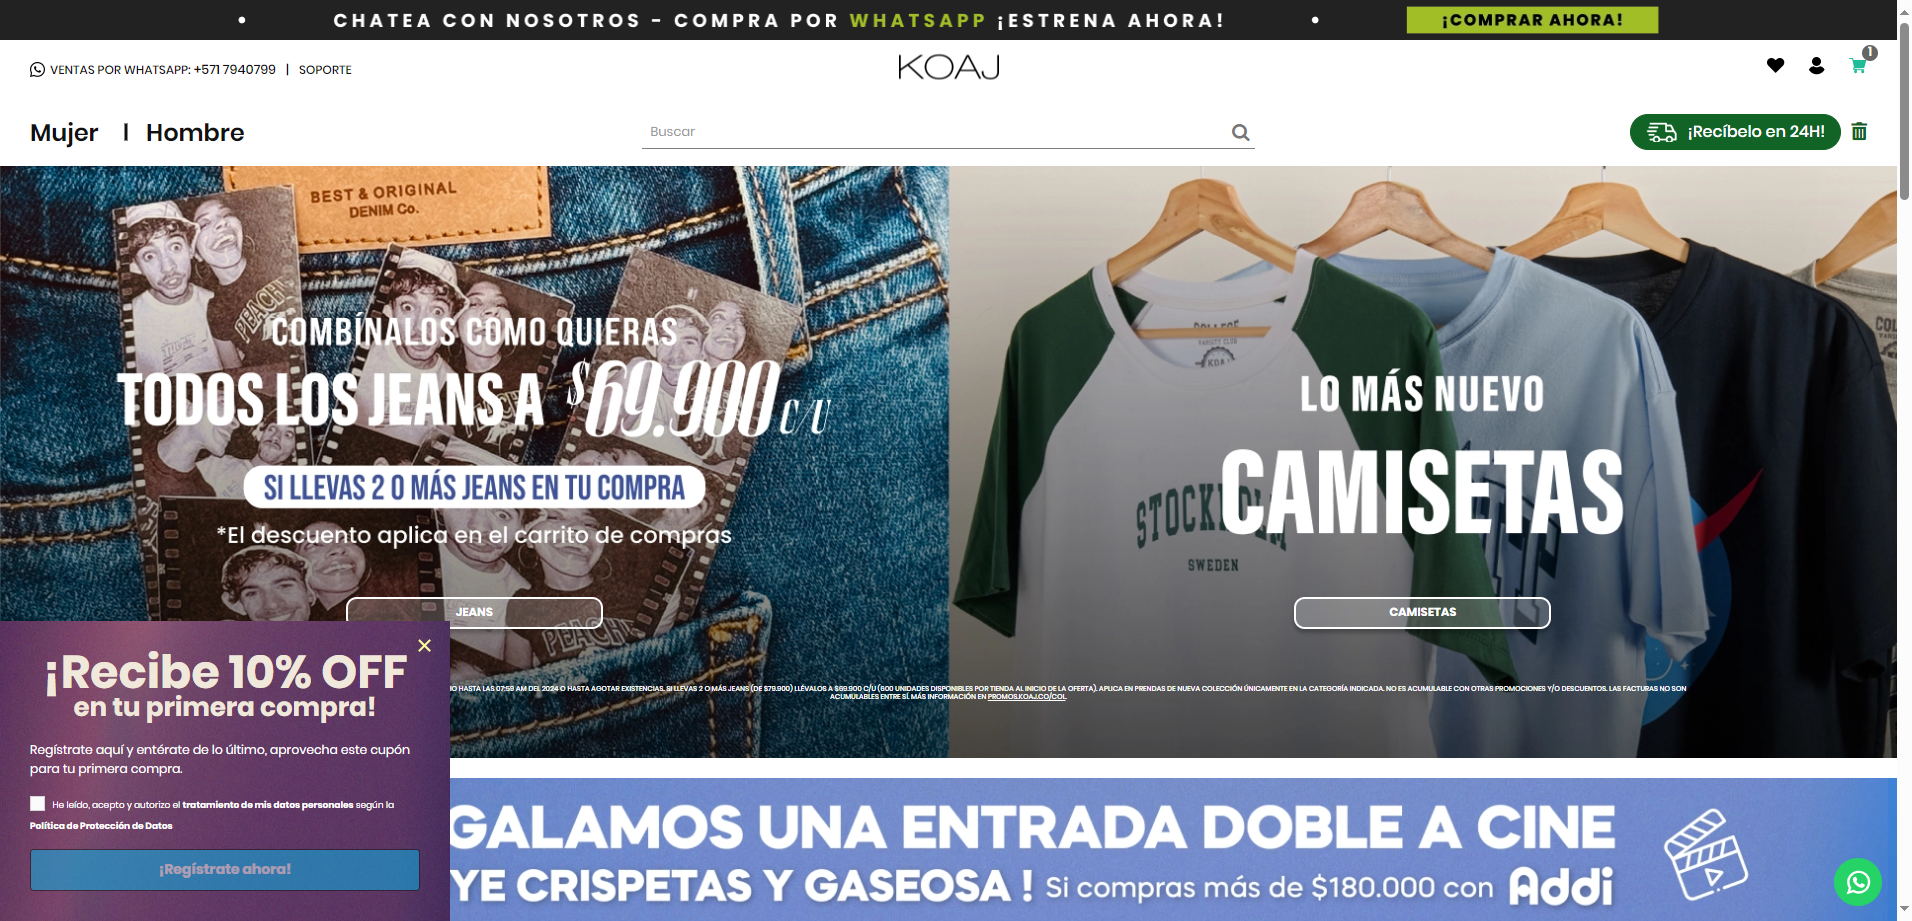 CHATEA CON NOSOTROS - COMPRA POR WHATSAPP ¡ESTRENA AHORA!
¡COMPRAR AHORA!
VENTAS POR WHATSAPP: +571 7940799 | SOPORTE
KOAJ
1
Mujer | Hombre
Buscar
¡Recíbelo en 24H!
BEST & ORIGINAL
DENIM Co.
PEACHY
COMBÍNALOS COMO QUIERAS
TODOS LOS JEANS A $69.900 C/U
SI LLEVAS 2 O MÁS JEANS EN TU COMPRA
*El descuento aplica en el carrito de compras
JEANS
PEACHY
COLLEGE
VARSITY CLUB
KOAJ
LO MÁS NUEVO
CAMISETAS
SWEDEN
CAMISETAS
IO HASTA LAS 07:59 AM DEL 2024 O HASTA AGOTAR EXISTENCIAS. SI LLEVAS 2 O MÁS JEANS (DE $79.900) LLÉVALOS A $69.900 C/U (600 UNIDADES DISPONIBLES POR TIENDA AL INICIO DE LA OFERTA). APLICA EN PRENDAS DE NUEVA COLECCIÓN ÚNICAMENTE EN LA CATEGORÍA INDICADA. NO ES ACUMULABLE CON OTRAS PROMOCIONES Y/O DESCUENTOS. LAS FACTURAS NO SON
ACUMULABLES ENTRE SÍ. MÁS INFORMACIÓN EN PROMOS.KOAJ.CO/COL
¡Recibe 10% OFF
en tu primera compra!
Regístrate aquí y entérate de lo último, aprovecha este cupón
para tu primera compra.
He leído, acepto y autorizo el tratamiento de mis datos personales según la
Política de Protección de Datos
¡Regístrate ahora!
GALAMOS UNA ENTRADA DOBLE A CINE
YE CRISPETAS Y GASEOSA ! Si compras más de $180.000 con Addi